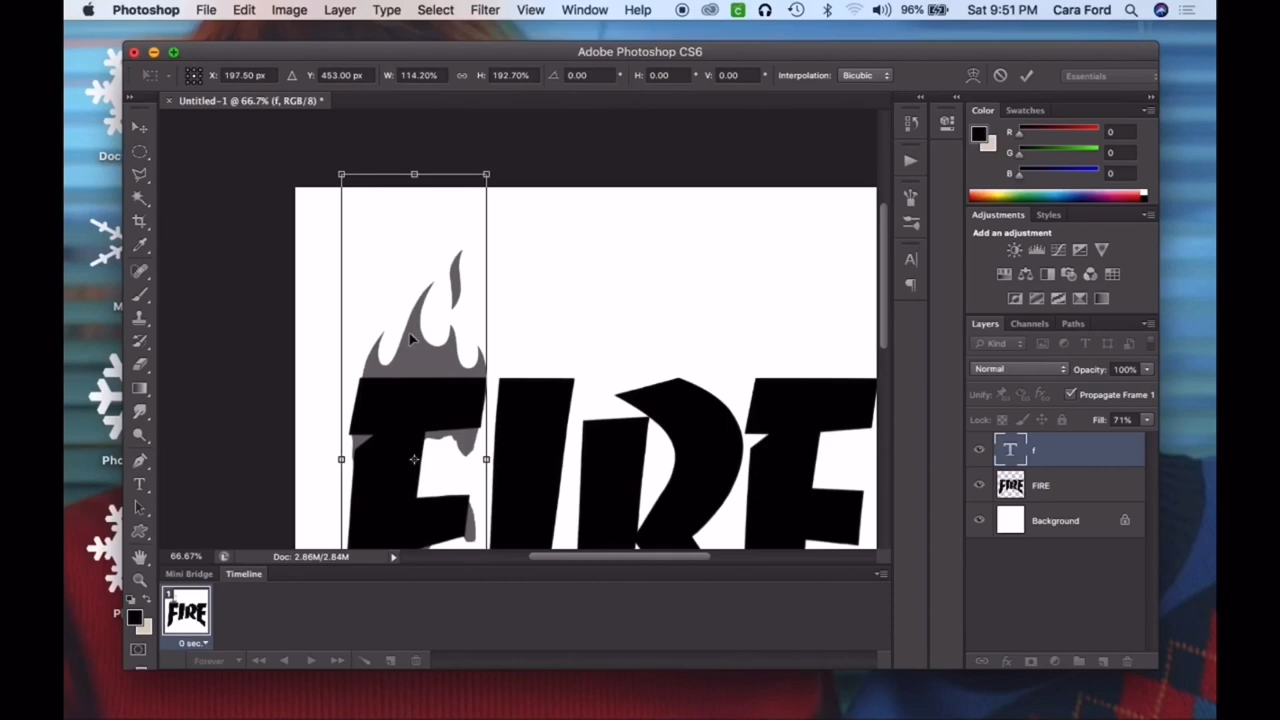 Photoshop File Edit Image Layer Type Select Filter View Window Help 96% Sat 9:51 PM Cara Ford
Adobe Photoshop CS6
X: 197.50 px Y: 453.00 px W: 114.20% H: 192.70% 0.00 ° H: 0.00 ° V: 0.00 ° Interpolation: Bicubic Essentials
Untitled-1 @ 66.7% (f, RGB/8) *
Color Swatches
R 0
G 0
B 0
Doc
Adjustments Styles
Add an adjustment
A|
Layers Channels Paths
Kind
Normal Opacity: 100%
Unify: Propagate Frame 1
Lock: Fill: 71%
FIRE
T f
FIRE FIRE
Background
66.67% Doc: 2.86M/2.84M
Mini Bridge Timeline
1
FIRE
0 sec.
Forever